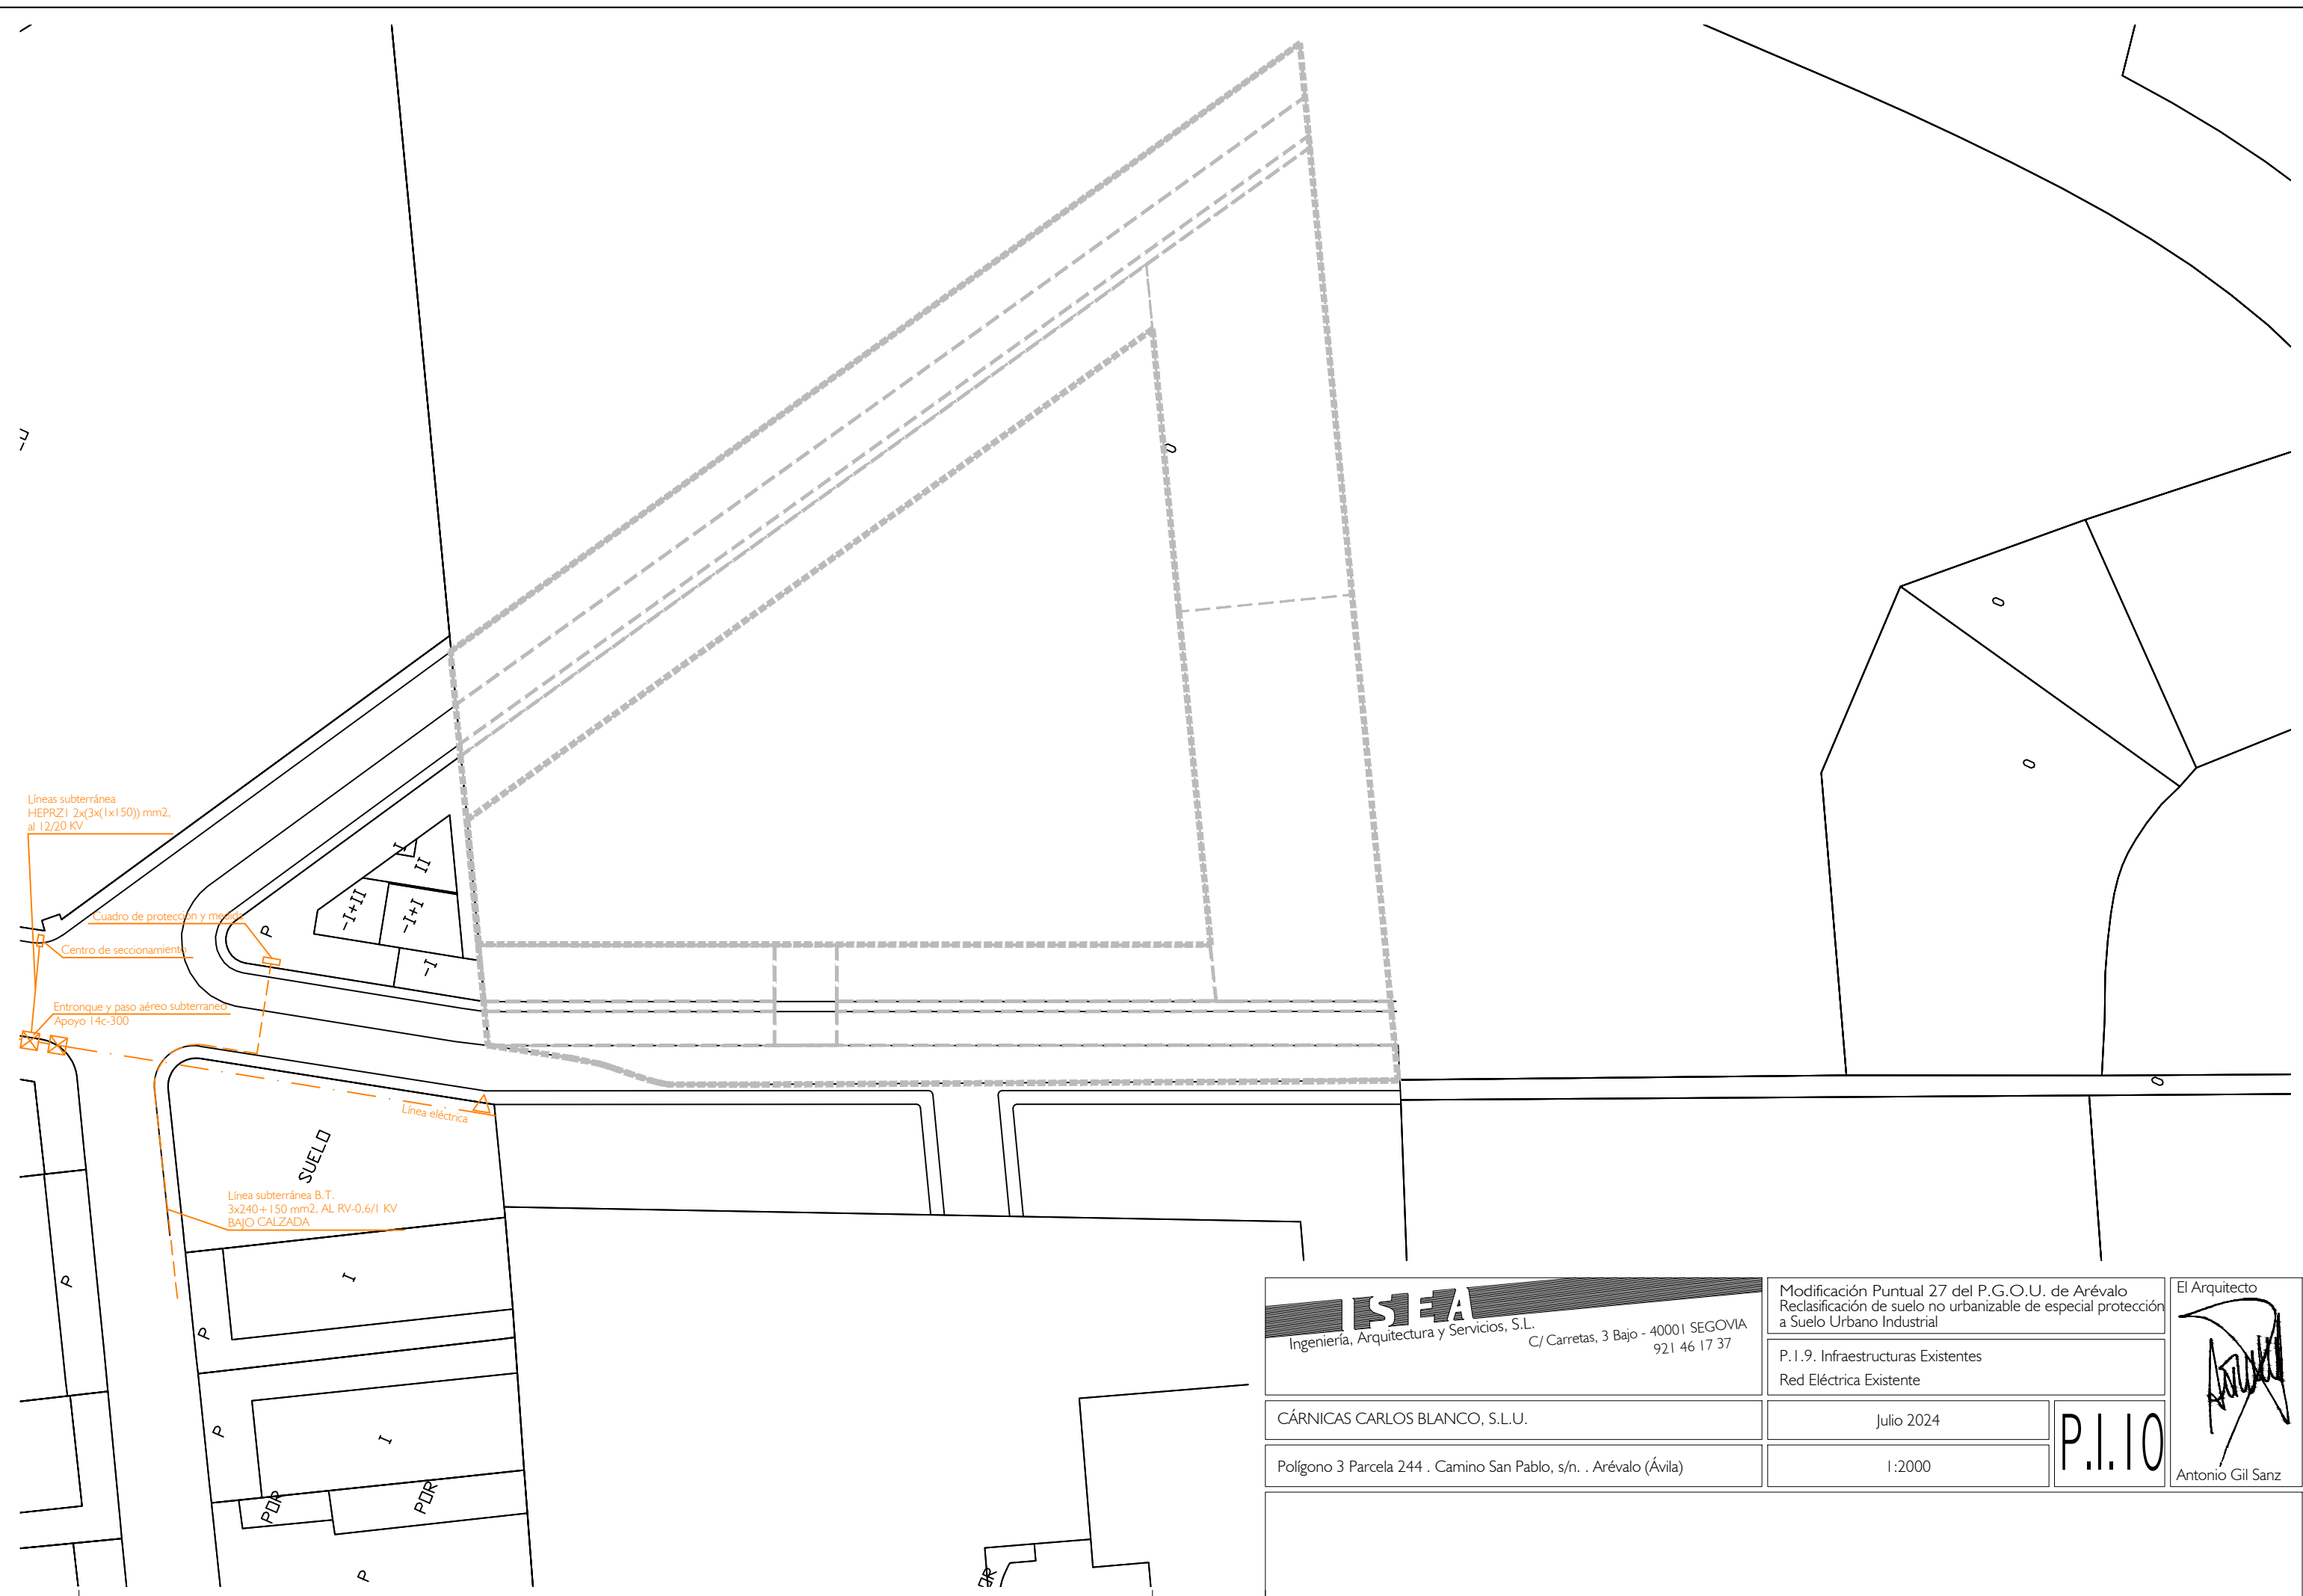 Líneas subterránea
HEPRZ1 2x(3x(1x150)) mm2,
al 12/20 KV
Cuadro de protección y medida
Centro de seccionamiento
Entronque y paso aéreo subterraneo
Apoyo 14c-300
Línea eléctrica
Línea subterránea B.T.
3x240+150 mm2, AL RV-0,6/1 KV
BAJO CALZADA
I
II
-I+II
-I+I
-I
P
O
O
O
O
SUELO
P
I
P
P
I
POR
POR
P
ISEA
Ingeniería, Arquitectura y Servicios, S.L.
C/ Carretas, 3 Bajo - 40001 SEGOVIA
921 46 17 37
Modificación Puntual 27 del P.G.O.U. de Arévalo
Reclasificación de suelo no urbanizable de especial protección
a Suelo Urbano Industrial
P.1.9. Infraestructuras Existentes
Red Eléctrica Existente
CÁRNICAS CARLOS BLANCO, S.L.U.
Julio 2024
Polígono 3 Parcela 244 . Camino San Pablo, s/n. . Arévalo (Ávila)
1:2000
P.I.10
El Arquitecto
Antonio Gil Sanz